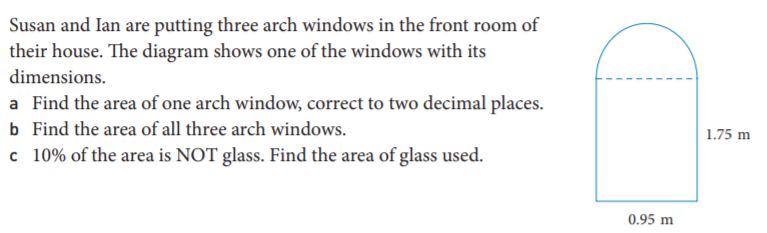 Susan and Ian are putting three arch windows in the front room of
their house. The diagram shows one of the windows with its
dimensions.
a Find the area of one arch window, correct to two decimal places.
b Find the area of all three arch windows.
c 10% of the area is NOT glass. Find the area of glass used.
1.75 m
0.95 m